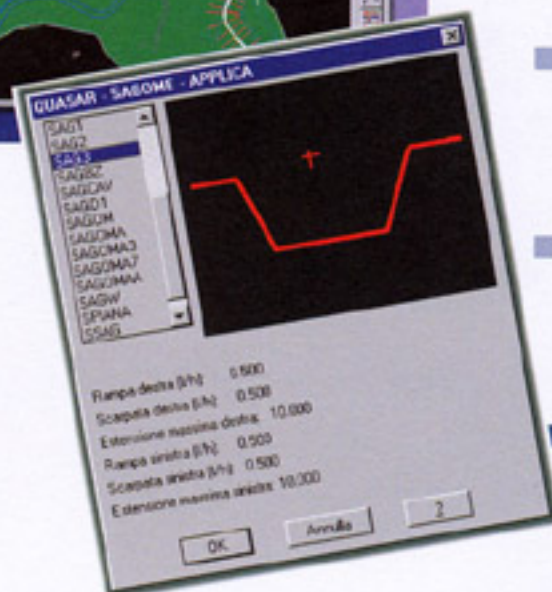 QUASAR - SAGOME - APPLICA
SAG1
SAG2
SAG3
SAGBZ
SAGCAV
SAGD1
SAGOM
SAGOMA
SAGOMA3
SAGOMA7
SAGOMAA
SAGW
SPIANA
SSAG
Rampa destra (l/h): 0.500
Scarpata destra (l/h): 0.500
Estensione massima destra: 10.000
Rampa sinistra (l/h): 0.500
Scarpata sinistra (l/h): 0.500
Estensione massima sinistra: 10.000
OK
Annulla
?